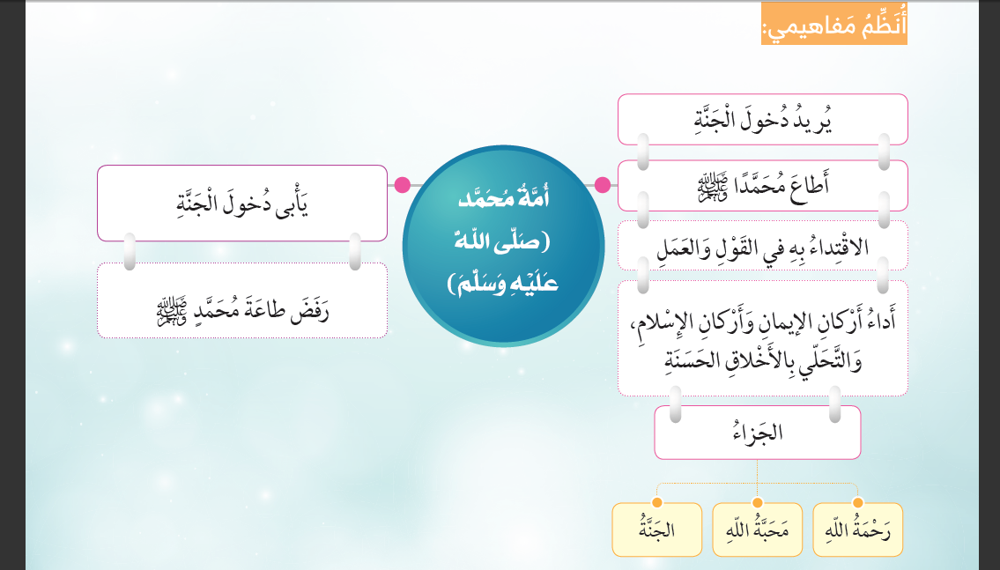 أُنَظِّمُ مَفاهيمي:
يُريدُ دُخولَ الْجَنَّةِ
أَطاعَ مُحَمَّدًا ﷺ
الاقْتِداءُ بِهِ في القَوْلِ وَالعَمَلِ
أَداءُ أَرْكانِ الإيمانِ وَأَرْكانِ الإِسْلامِ،
وَالتَّحَلّي بِالأَخْلاقِ الحَسَنَةِ
الجَزاءُ
رَحْمَةُ اللّهِ
مَحَبَّةُ اللّهِ
الجَنَّةُ
أُمَّةُ مُحَمَّد
(صَلّى اللّهُ
عَلَيْهِ وَسَلَّمَ)
يَأْبى دُخولَ الْجَنَّةِ
رَفَضَ طاعَةَ مُحَمَّدٍ ﷺ